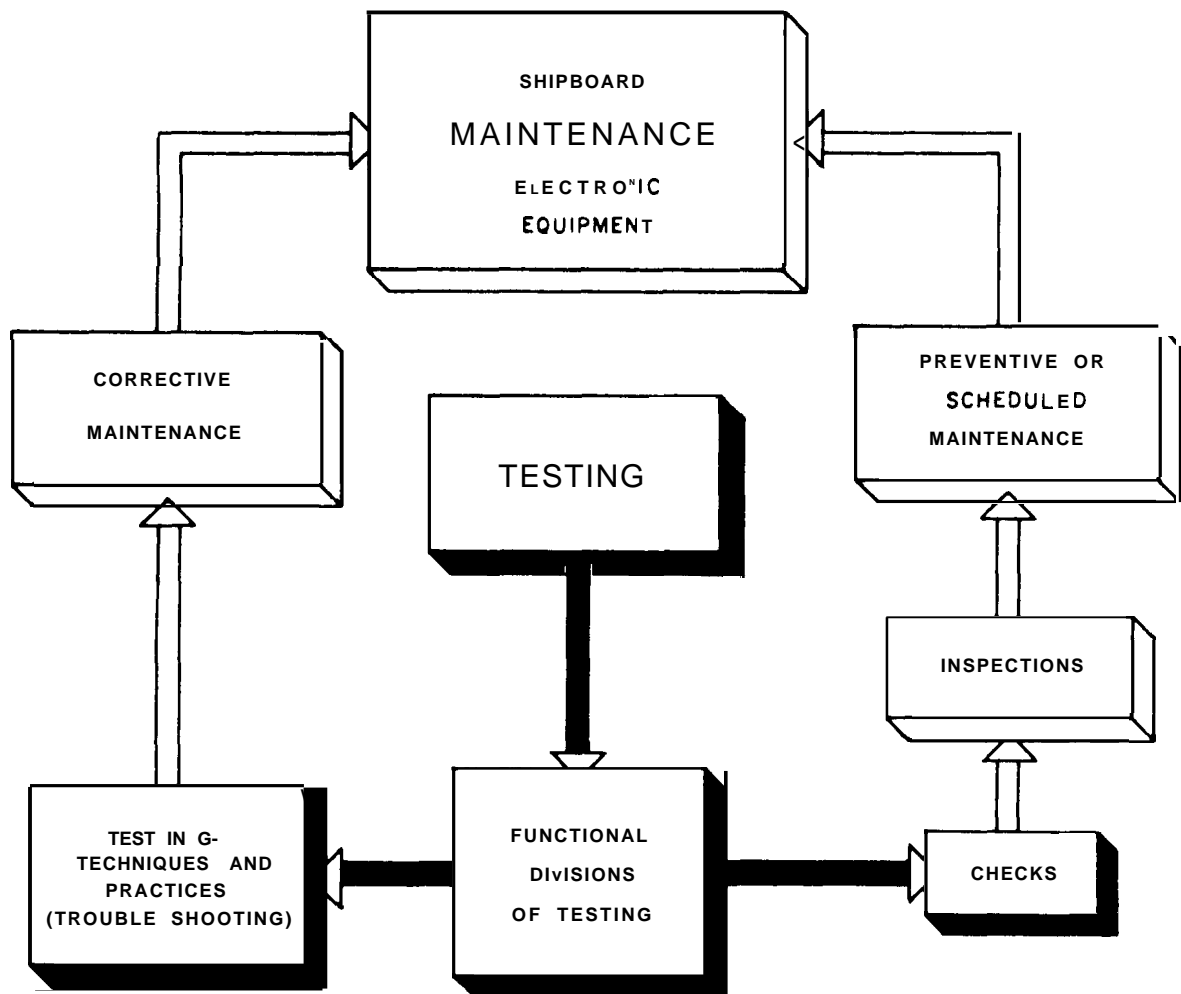 SHIPBOARD
MAINTENANCE
ELECTRONIC
EQUIPMENT
CORRECTIVE
MAINTENANCE
PREVENTIVE OR
SCHEDULED
MAINTENANCE
TESTING
INSPECTIONS
TEST IN G-
TECHNIQUES AND
PRACTICES
(TROUBLE SHOOTING)
FUNCTIONAL
DIvISIONS
OF TESTING
CHECKS